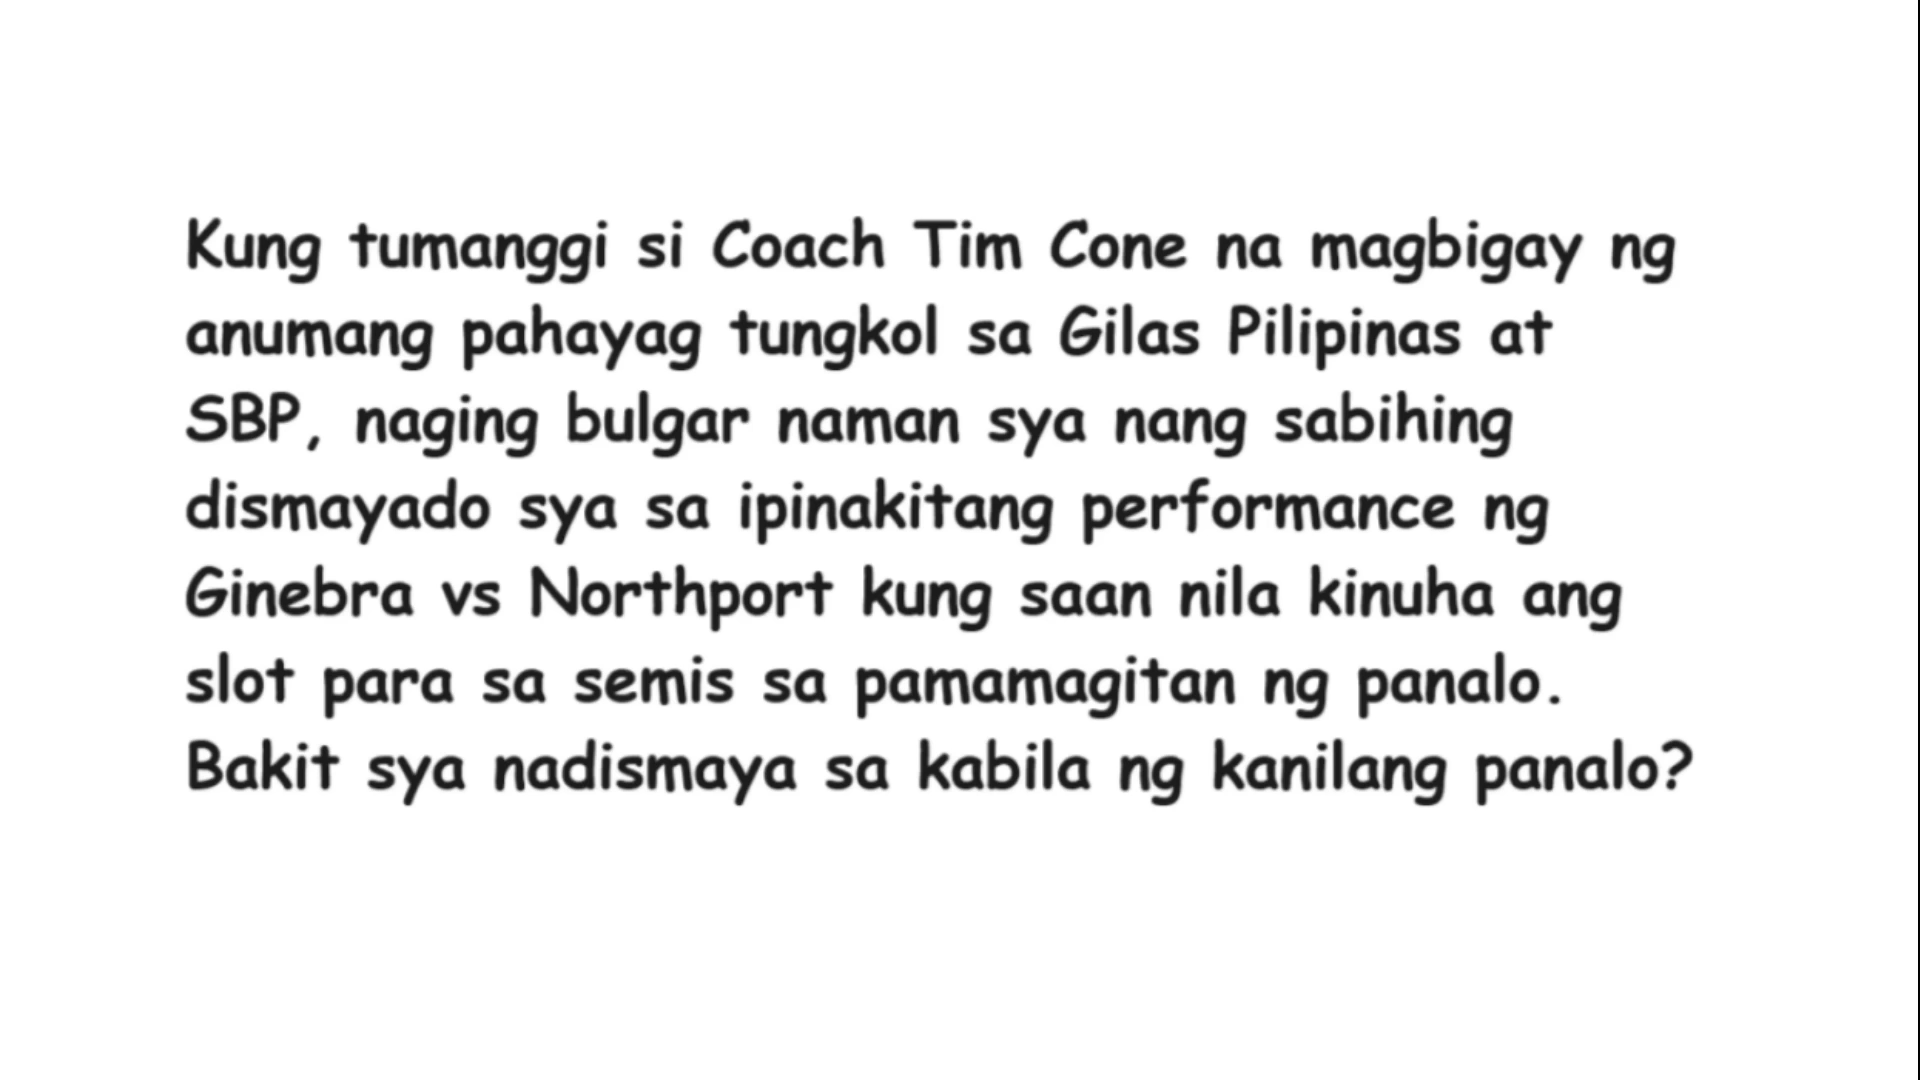 Kung tumanggi si Coach Tim Cone na magbigay ng
anumang pahayag tungkol sa Gilas Pilipinas at
SBP, naging bulgar naman sya nang sabihing
dismayado sya sa ipinakitang performance ng
Ginebra vs Northport kung saan nila kinuha ang
slot para sa semis sa pamamagitan ng panalo.
Bakit sya nadismaya sa kabila ng kanilang panalo?